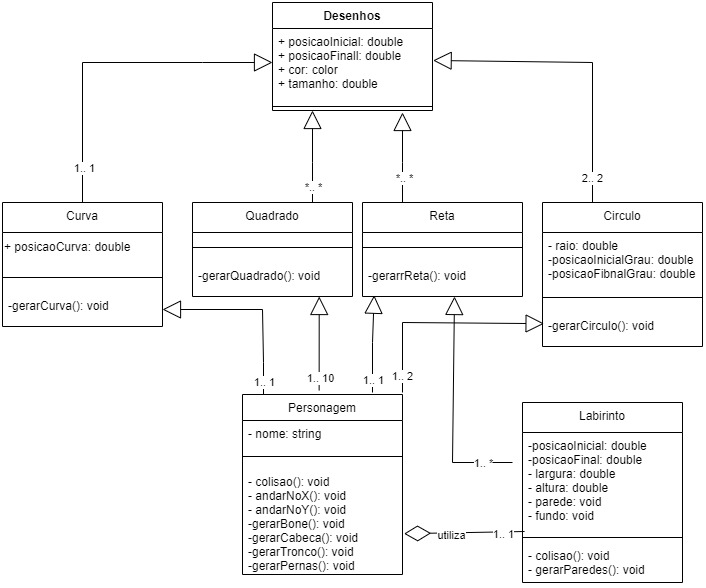 Desenhos
+ posicaoInicial: double
+ posicaoFinall: double
+ cor: color
+ tamanho: double
1.. 1
*.. *
*.. *
2.. 2
Curva
+ posicaoCurva: double
-gerarCurva(): void
Quadrado
-gerarQuadrado(): void
Reta
-gerarrReta(): void
Circulo
- raio: double
-posicaoInicialGrau: double
-posicaoFibnalGrau: double
-gerarCirculo(): void
1.. 1
1.. 10
1.. 1
1.. 2
Personagem
- nome: string
- colisao(): void
- andarNoX(): void
- andarNoY(): void
-gerarBone(): void
-gerarCabeca(): void
-gerarTronco(): void
-gerarPernas(): void
1.. *
utiliza
1.. 1
Labirinto
-posicaoInicial: double
-posicaoFinal: double
- largura: double
- altura: double
- parede: void
- fundo: void
- colisao(): void
- gerarParedes(): void